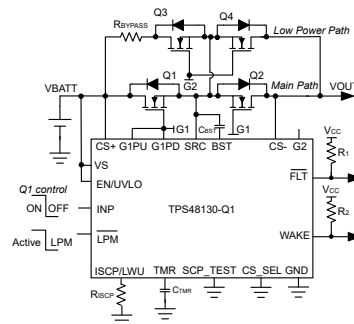 Q3 Q4
RBYPASS
Low Power Path
G2
Q1 Q2
Main Path
VBATT
VOUT
G1 CBST G1
CS+ G1PU G1PD SRC BST CS- G2
VCC
R1
VS
EN/UVLO
FLT
Q1 control
VCC
ON OFF
INP
R2
TPS48130-Q1
Active LPM
LPM
WAKE
ISCP/LWU TMR SCP_TEST CS_SEL GND
RISCP
CTMR